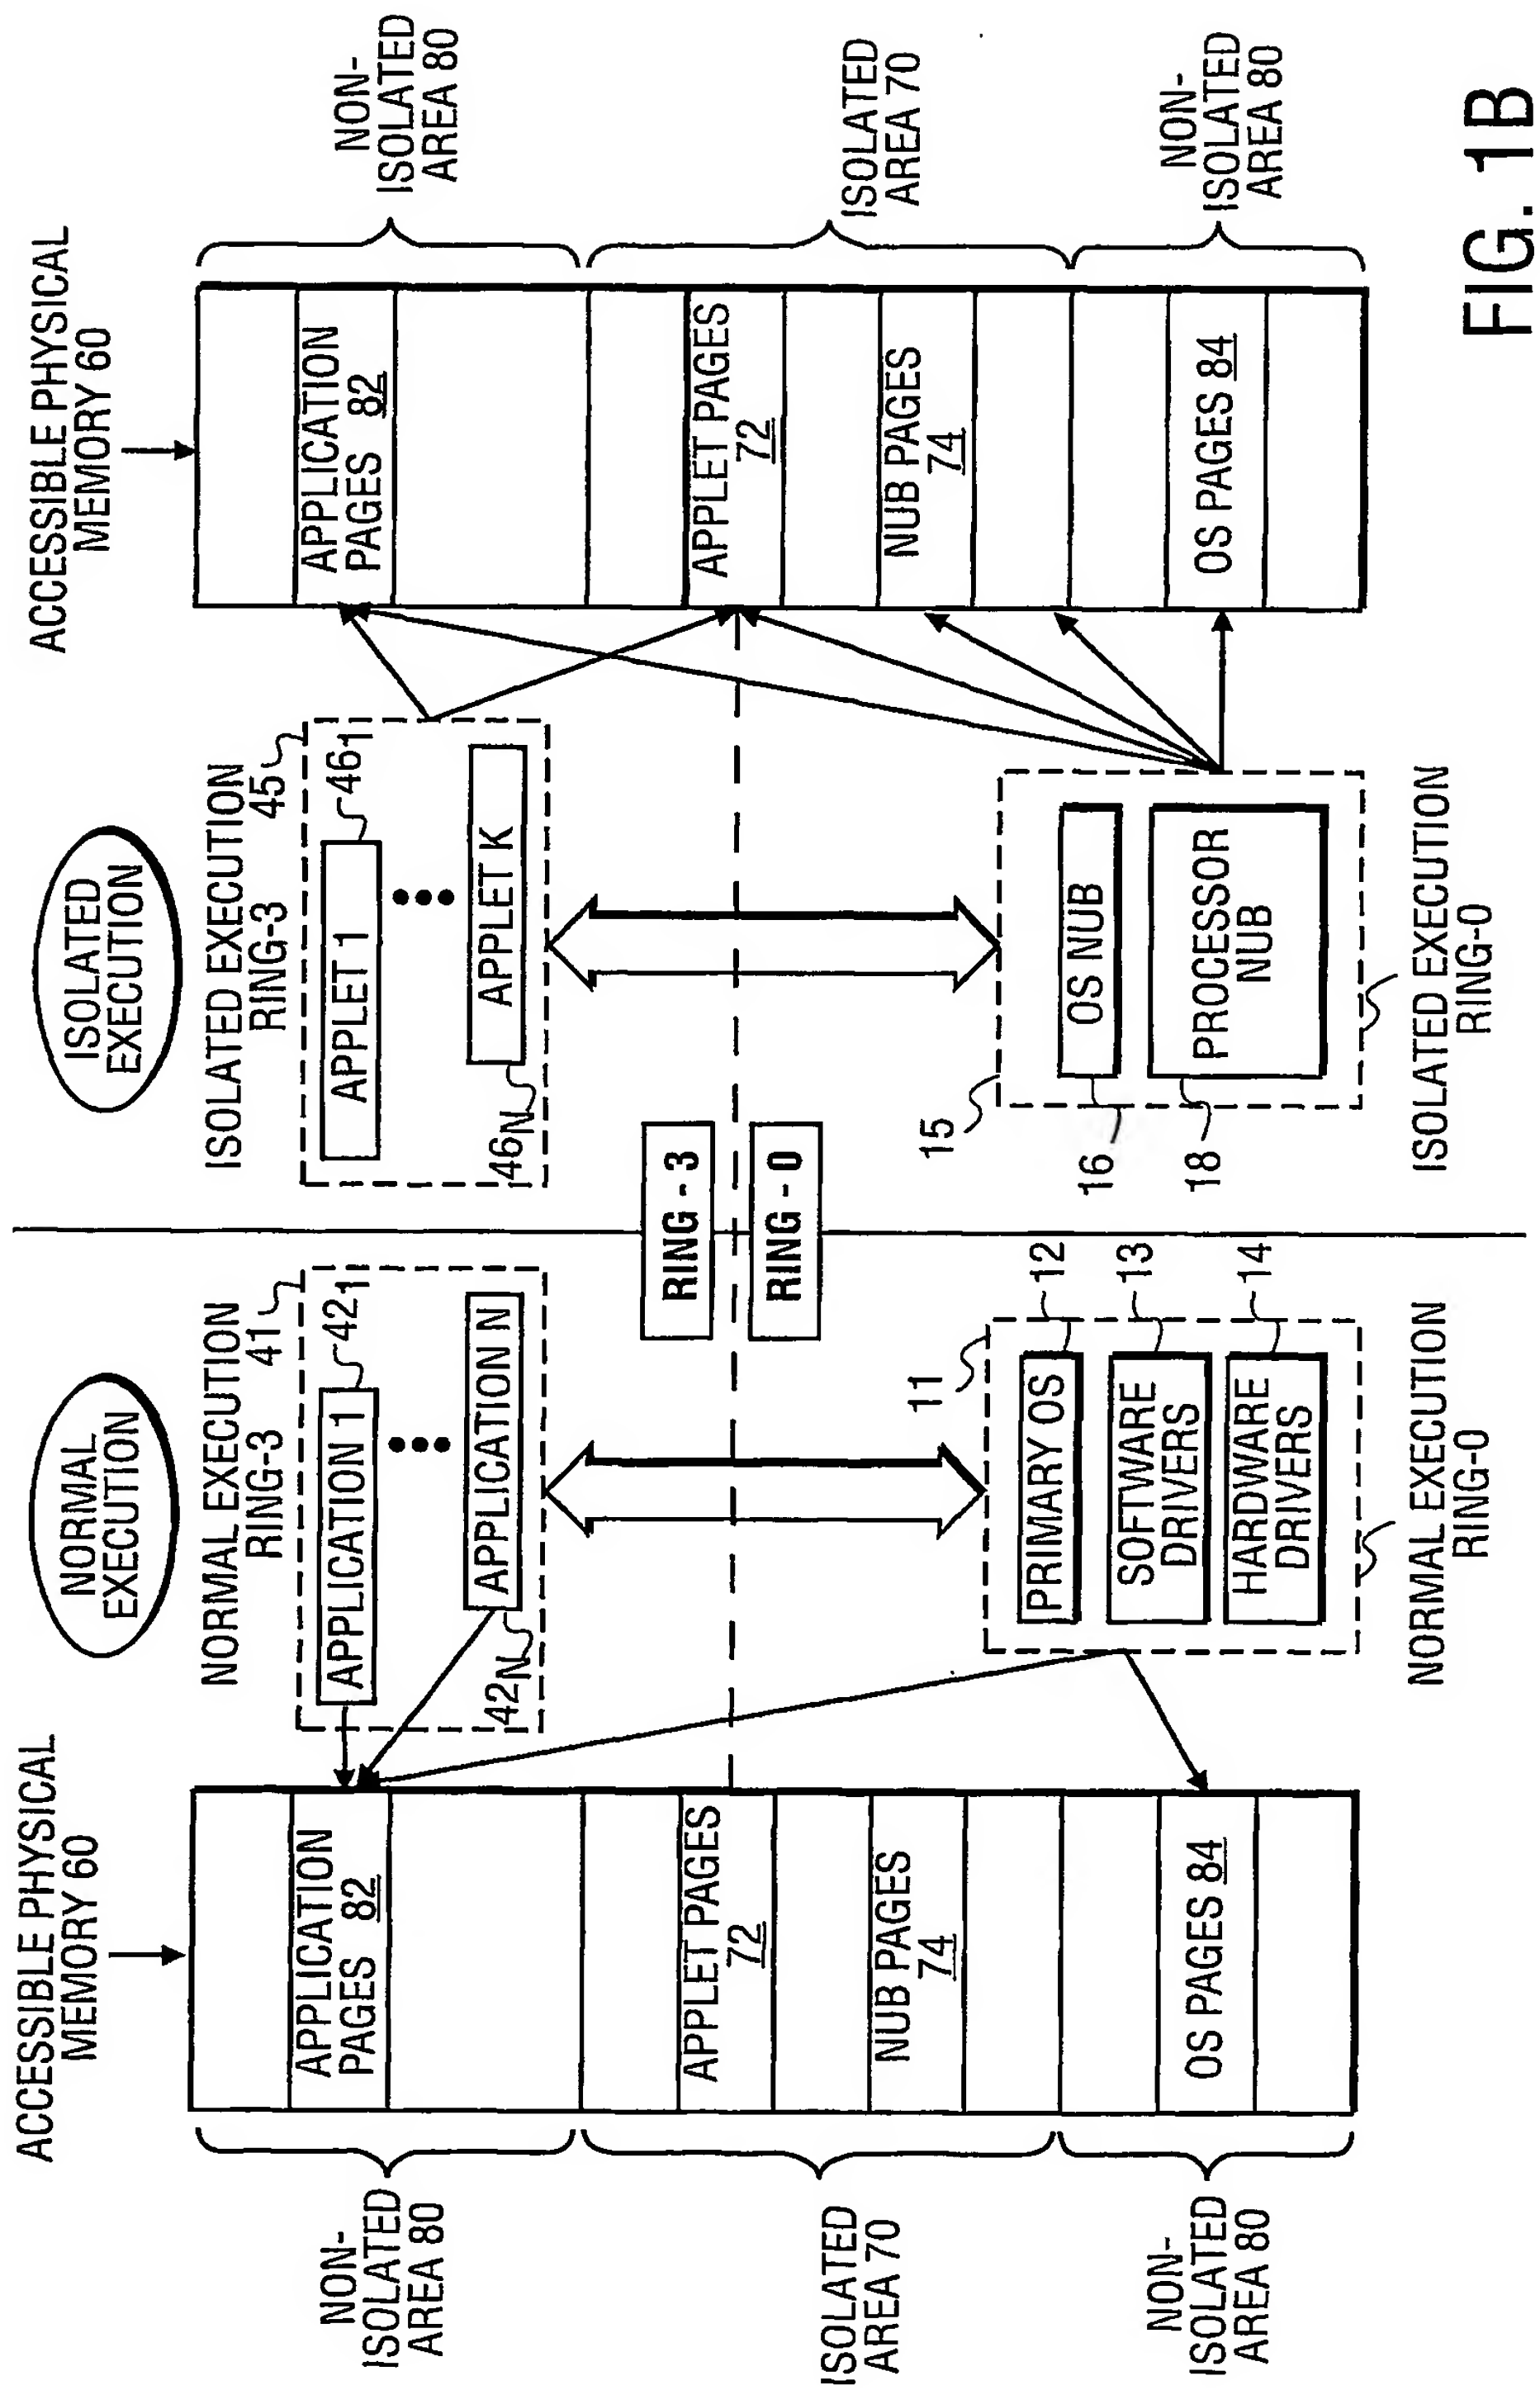 ACCESSIBLE PHYSICAL
MEMORY 60
NON-
ISOLATED
AREA 80
ISOLATED
AREA 70
NON-
ISOLATED
AREA 80
APPLICATION
PAGES 82
APPLET PAGES
72
NUB PAGES
74
OS PAGES 84
NORMAL
EXECUTION
NORMAL EXECUTION
RING-3
41
APPLICATION 1
421
APPLICATION N
42N
11
PRIMARY OS
12
SOFTWARE
DRIVERS
13
HARDWARE
DRIVERS
14
NORMAL EXECUTION
RING-0
RING - 3
RING - 0
ISOLATED
EXECUTION
ISOLATED EXECUTION
RING-3
45
APPLET 1
461
APPLET K
46N
15
OS NUB
16
PROCESSOR
NUB
18
ISOLATED EXECUTION
RING-0
ACCESSIBLE PHYSICAL
MEMORY 60
APPLICATION
PAGES 82
APPLET PAGES
72
NUB PAGES
74
OS PAGES 84
NON-
ISOLATED
AREA 80
ISOLATED
AREA 70
NON-
ISOLATED
AREA 80
FIG. 1B